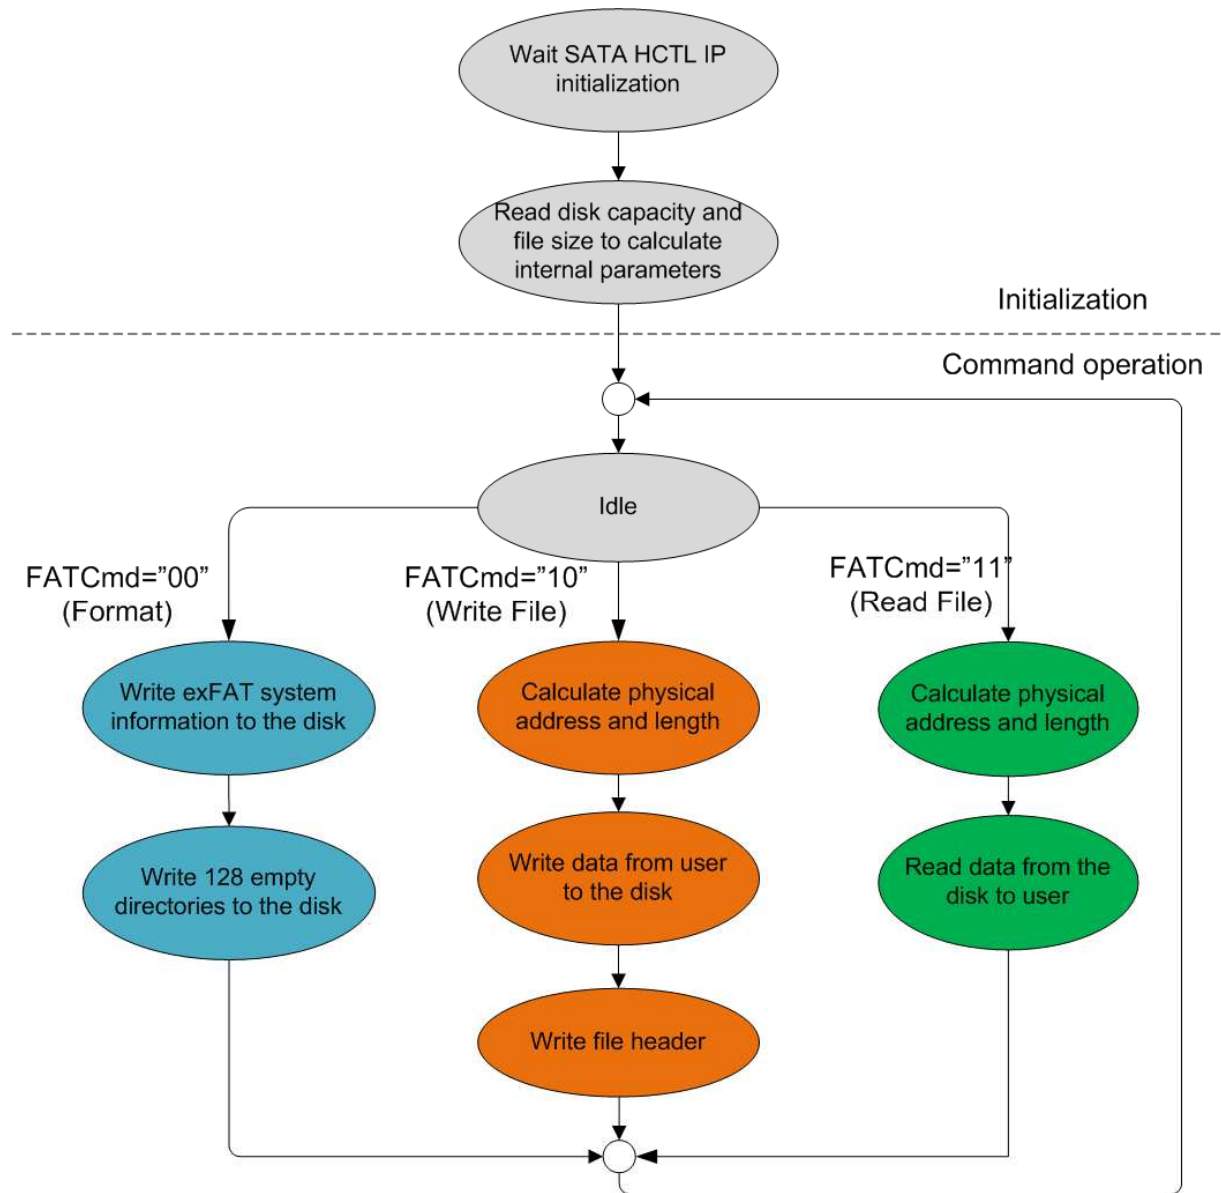 Wait SATA HCTL IP
initialization
Read disk capacity and
file size to calculate
internal parameters
Initialization
Command operation
Idle
FATCmd=”00”
(Format)
FATCmd=”10”
(Write File)
FATCmd=”11”
(Read File)
Write exFAT system
information to the disk
Calculate physical
address and length
Calculate physical
address and length
Write 128 empty
directories to the disk
Write data from user
to the disk
Read data from the
disk to user
Write file header